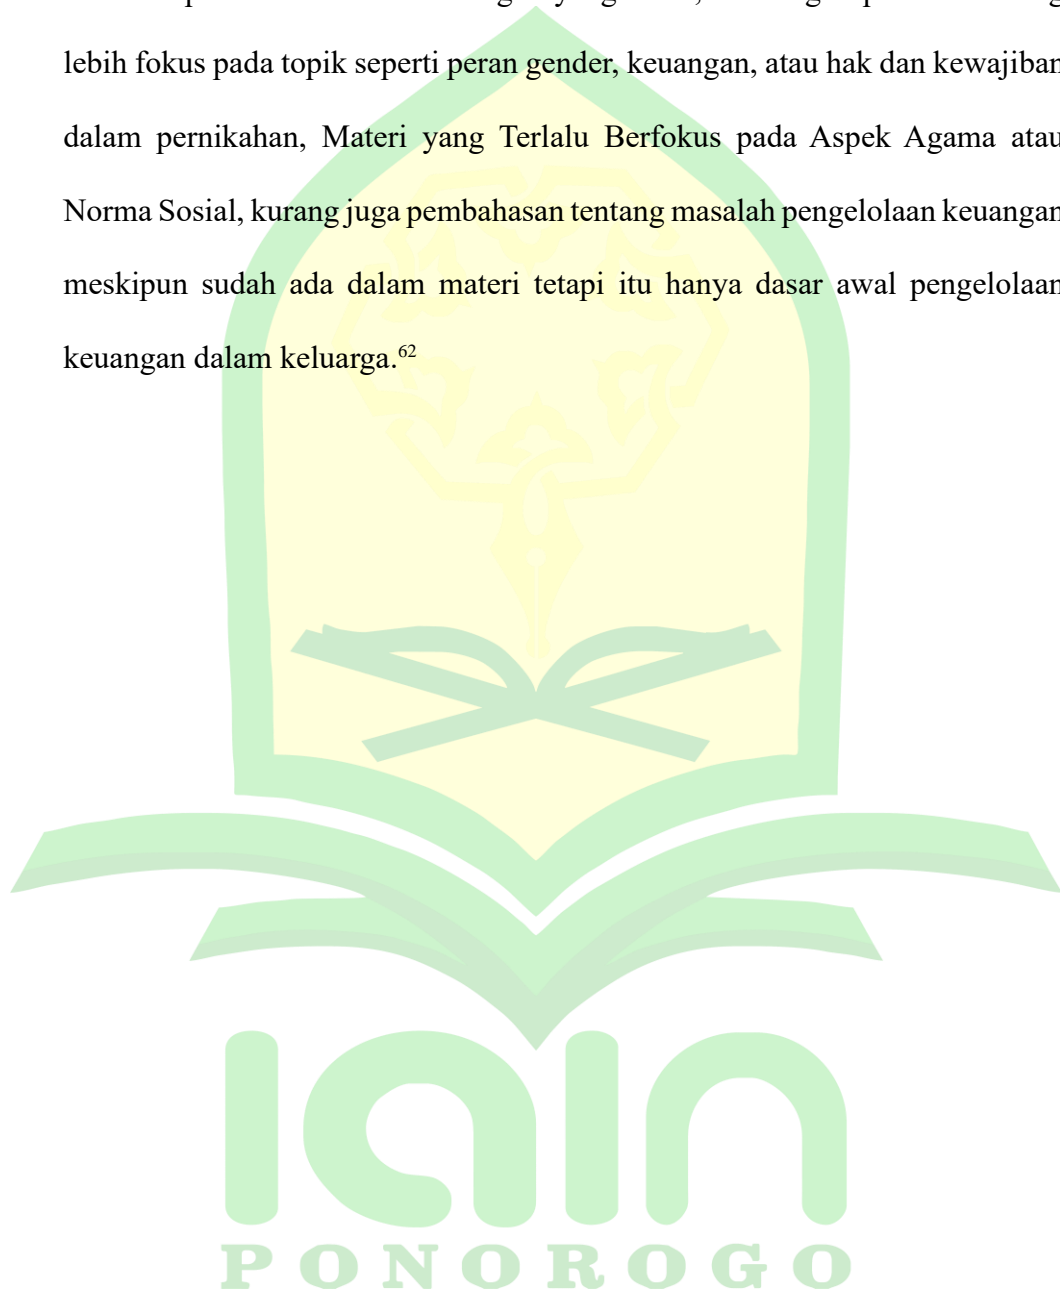 lebih fokus pada topik seperti peran gender, keuangan, atau hak dan kewajiban
dalam pernikahan, Materi yang Terlalu Berfokus pada Aspek Agama atau
Norma Sosial, kurang juga pembahasan tentang masalah pengelolaan keuangan
meskipun sudah ada dalam materi tetapi itu hanya dasar awal pengelolaan
keuangan dalam keluarga.62
iain
PONOROGO